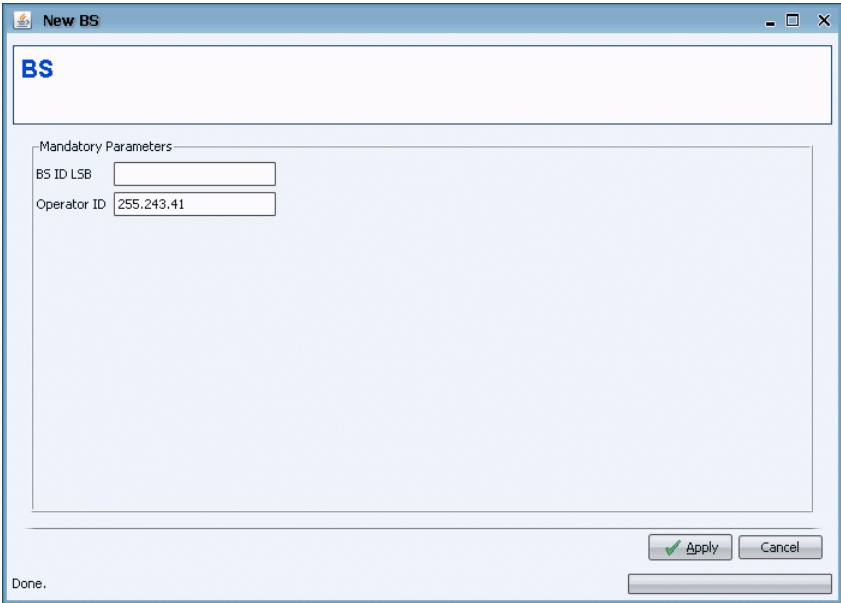 New BS
BS
Mandatory Parameters
BS ID LSB
Operator ID 255.243.41
Apply Cancel
Done.